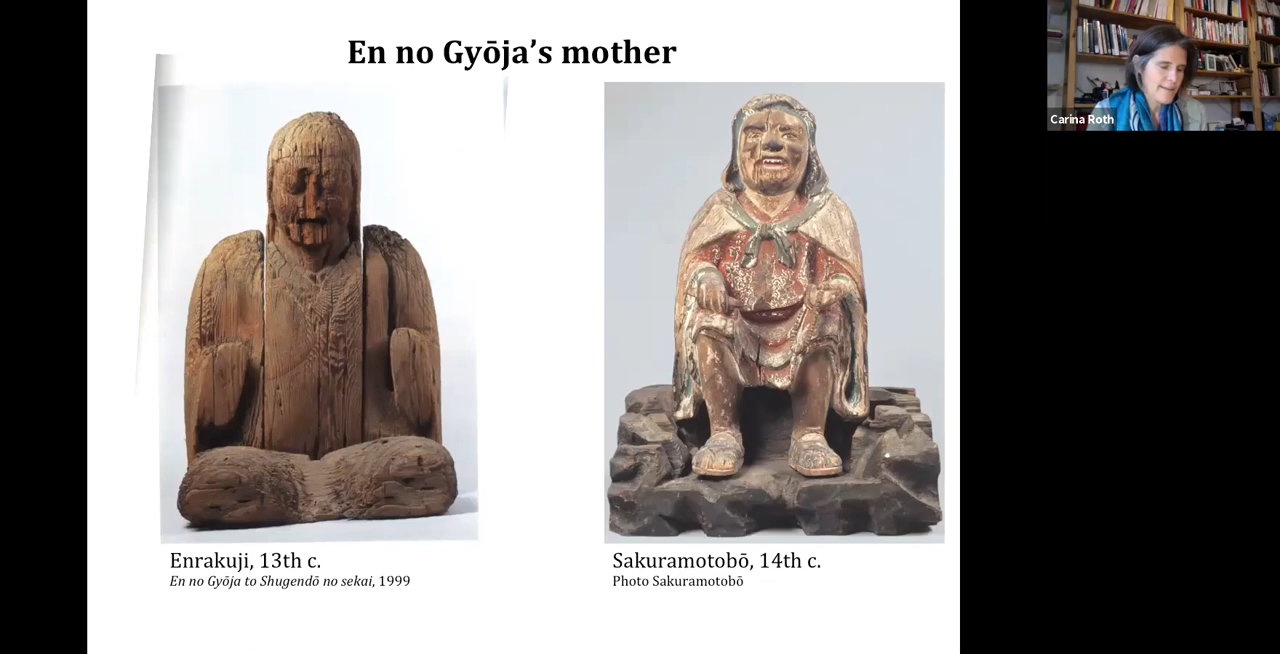 En no Gyōja’s mother
Carina Roth
Enrakuji, 13th c.
En no Gyōja to Shugendō no sekai, 1999
Sakuramotobō, 14th c.
Photo Sakuramotobō